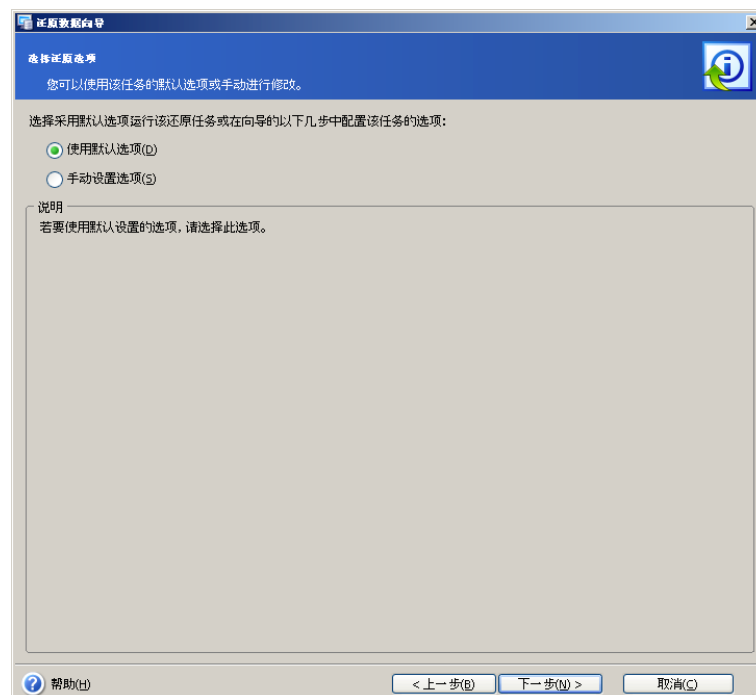 还原数据向导
选择还原选项
您可以使用该任务的默认选项或手动进行修改。
选择采用默认选项运行该还原任务或在向导的以下几步中配置该任务的选项:
使用默认选项(D)
手动设置选项(S)
说明
若要使用默认设置的选项, 请选择此选项。
帮助(H) < 上一步(B) 下一步(N) > 取消(C)